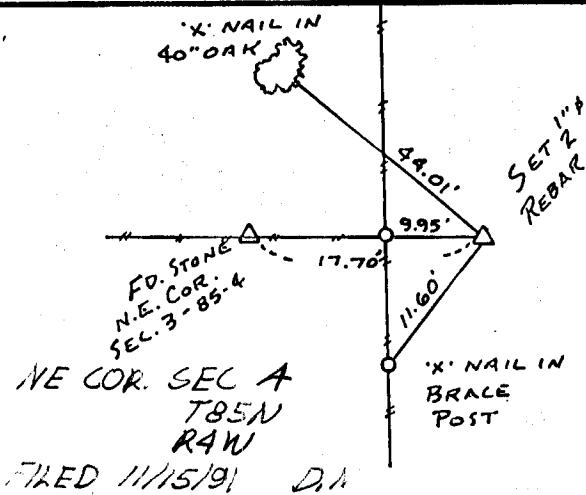 'X' NAIL IN
40" OAK
44.01'
SET 1"ø
REBAR
9.95'
17.70'
FD. STONE
N.E. COR.
SEC. 3-85-4
11.60'
'X' NAIL IN
BRACE
POST
NE COR. SEC 4
T85N
R4W
FILED 11/15/91